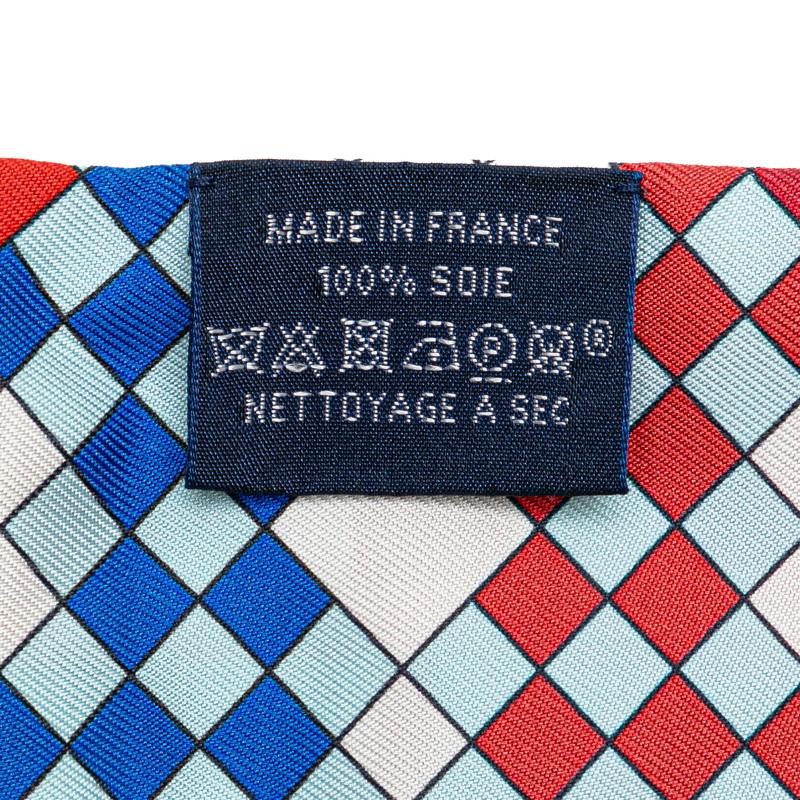 MADE IN FRANCE
100% SOIE
P ®
NETTOYAGE A SEC